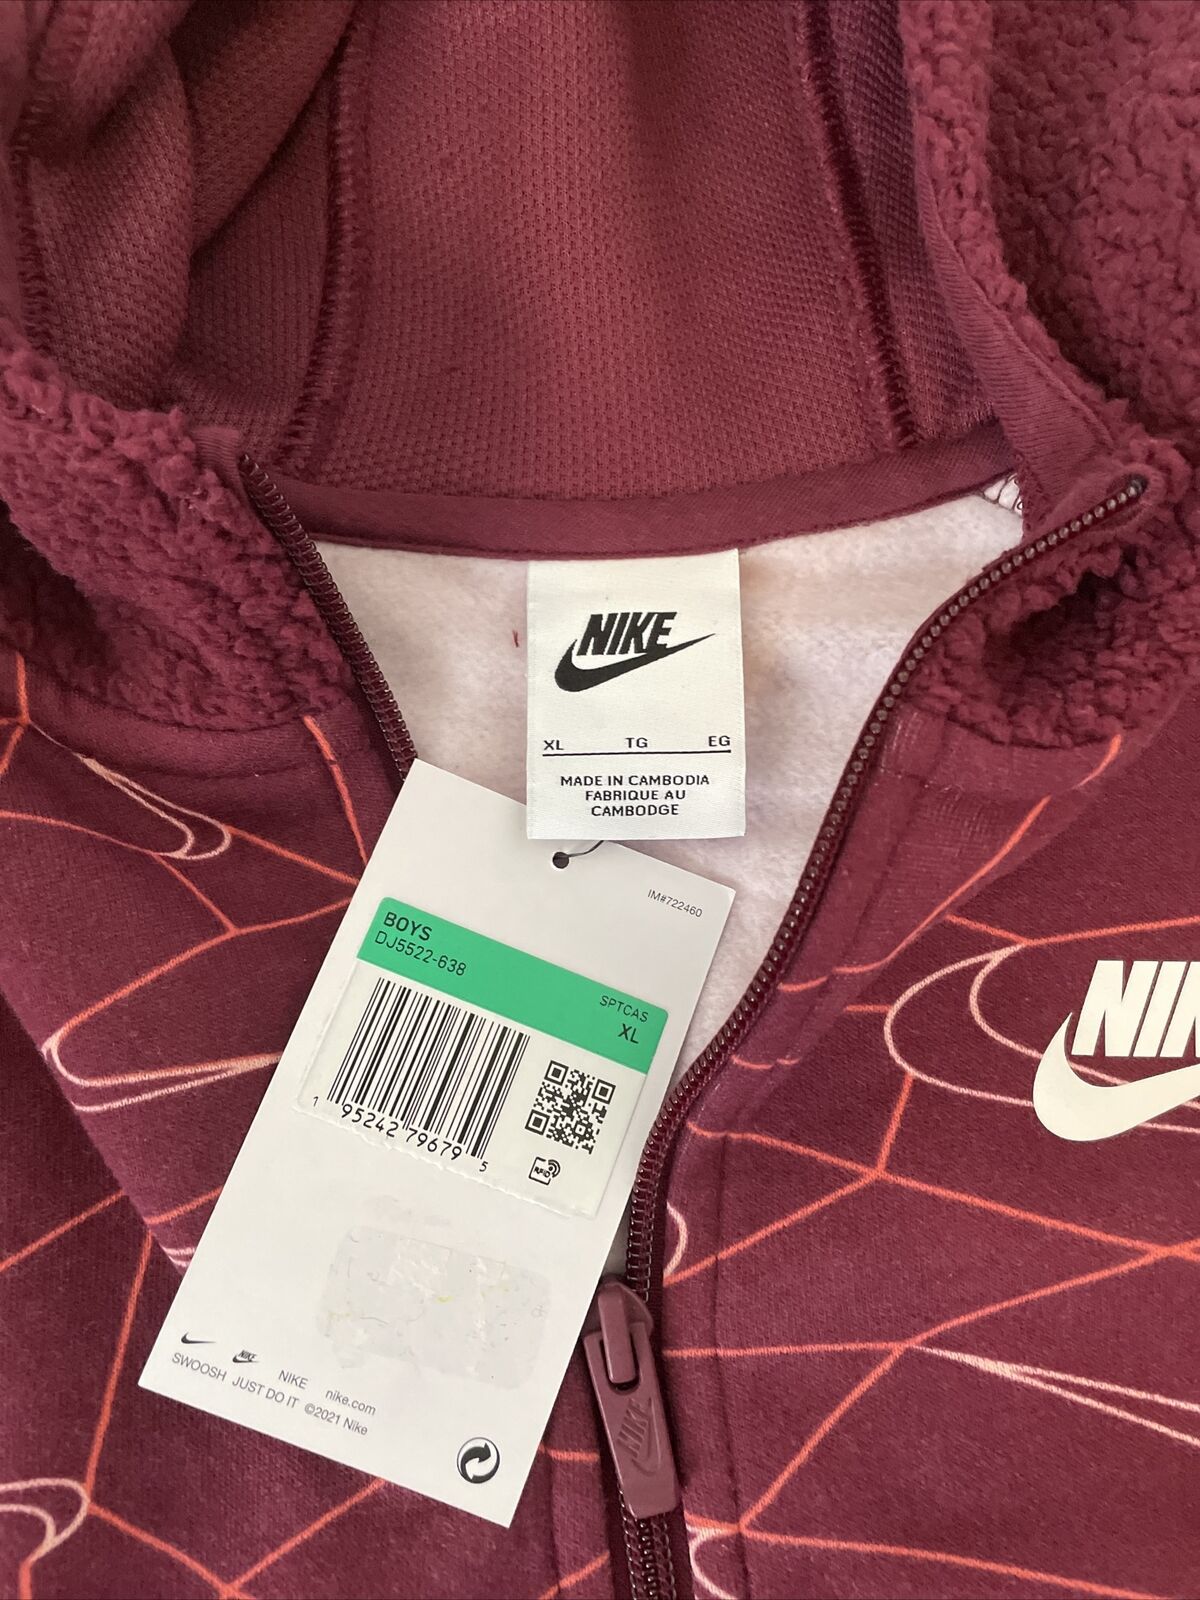 NIKE
XL TG EG
MADE IN CAMBODIA
FABRIQUE AU
CAMBODGE
IM#722460
BOYS
DJ5522-638
SPTCAS
XL
1 95242 79679 5
RFID
NIKE
NIKE nike.com
SWOOSH JUST DO IT ©2021 Nike
NIKE